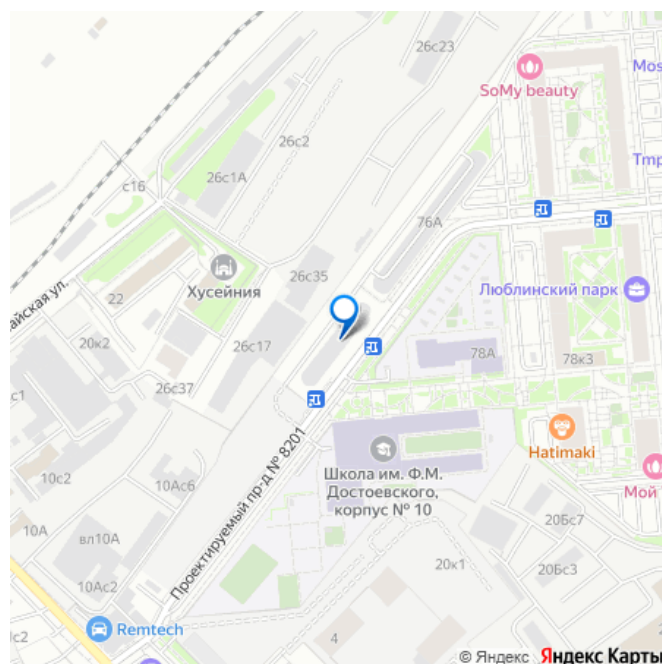 26с23
SoMy beauty
Mos
26с2
Tmp
26с1А
с16
76А
Хусейния
26с35
Люблинский парк
айская ул.
22
20к2
26с17
78А
78к3
26с37
с1
Hatimaki
Проектируемый пр-д № 8201
10с2
10Ас6
Школа им. Ф.М.
Достоевского,
корпус № 10
Мой
10А
вл10А
20Бс7
20к1
20Бс3
10Ас2
Remtech
с2
4
© Яндекс Яндекс Карты